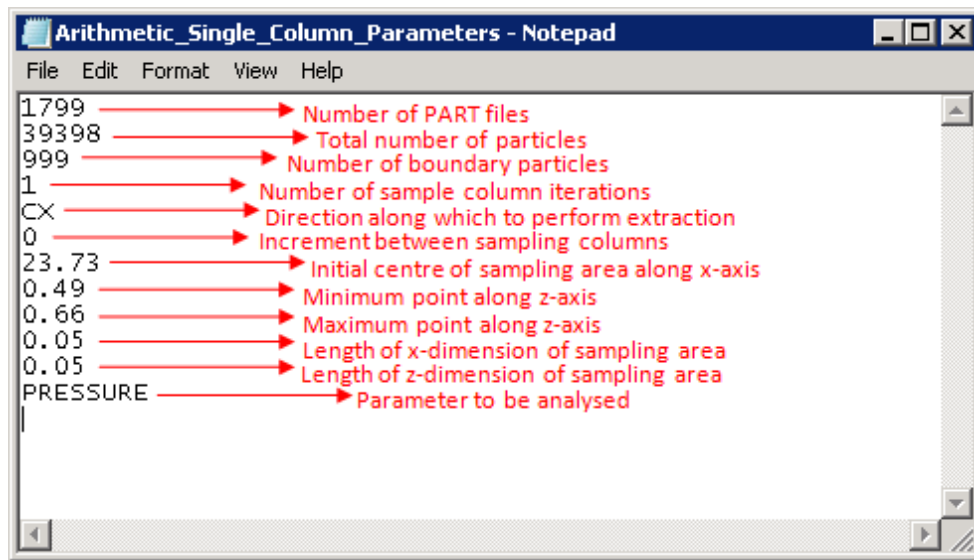 Arithmetic_Single_Column_Parameters - Notepad
File Edit Format View Help
1799 Number of PART files
39398 Total number of particles
999 Number of boundary particles
1 Number of sample column iterations
CX Direction along which to perform extraction
0 Increment between sampling columns
23.73 Initial centre of sampling area along x-axis
0.49 Minimum point along z-axis
0.66 Maximum point along z-axis
0.05 Length of x-dimension of sampling area
0.05 Length of z-dimension of sampling area
PRESSURE Parameter to be analysed